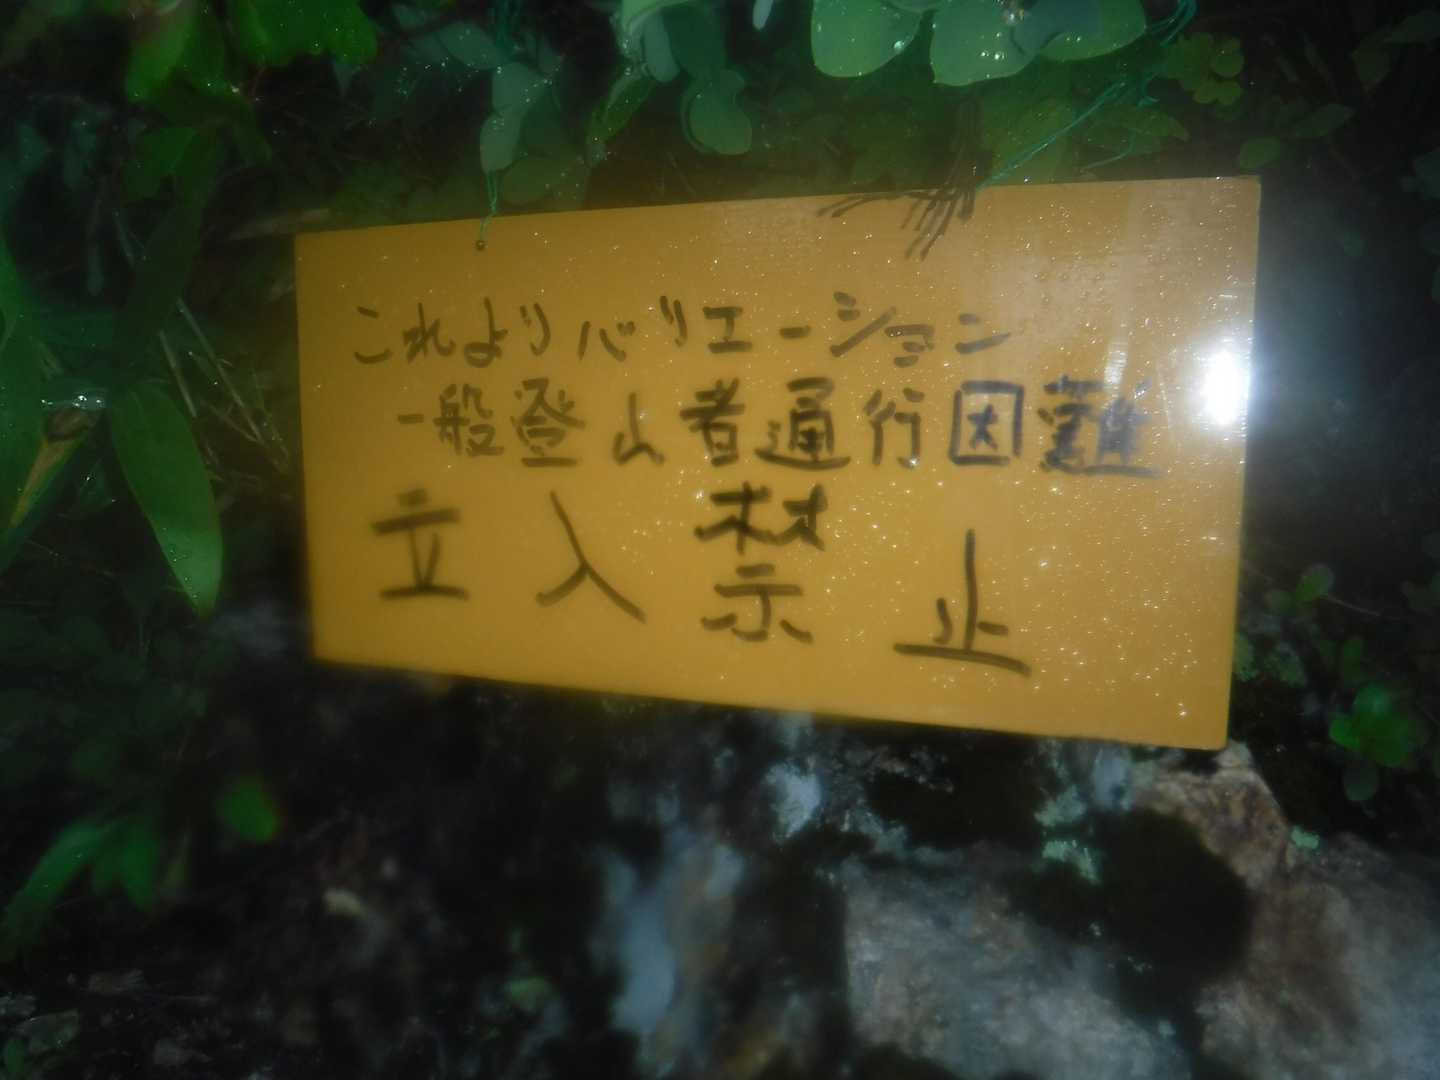 これよりバリエーション
一般登山者通行困難
立入禁止